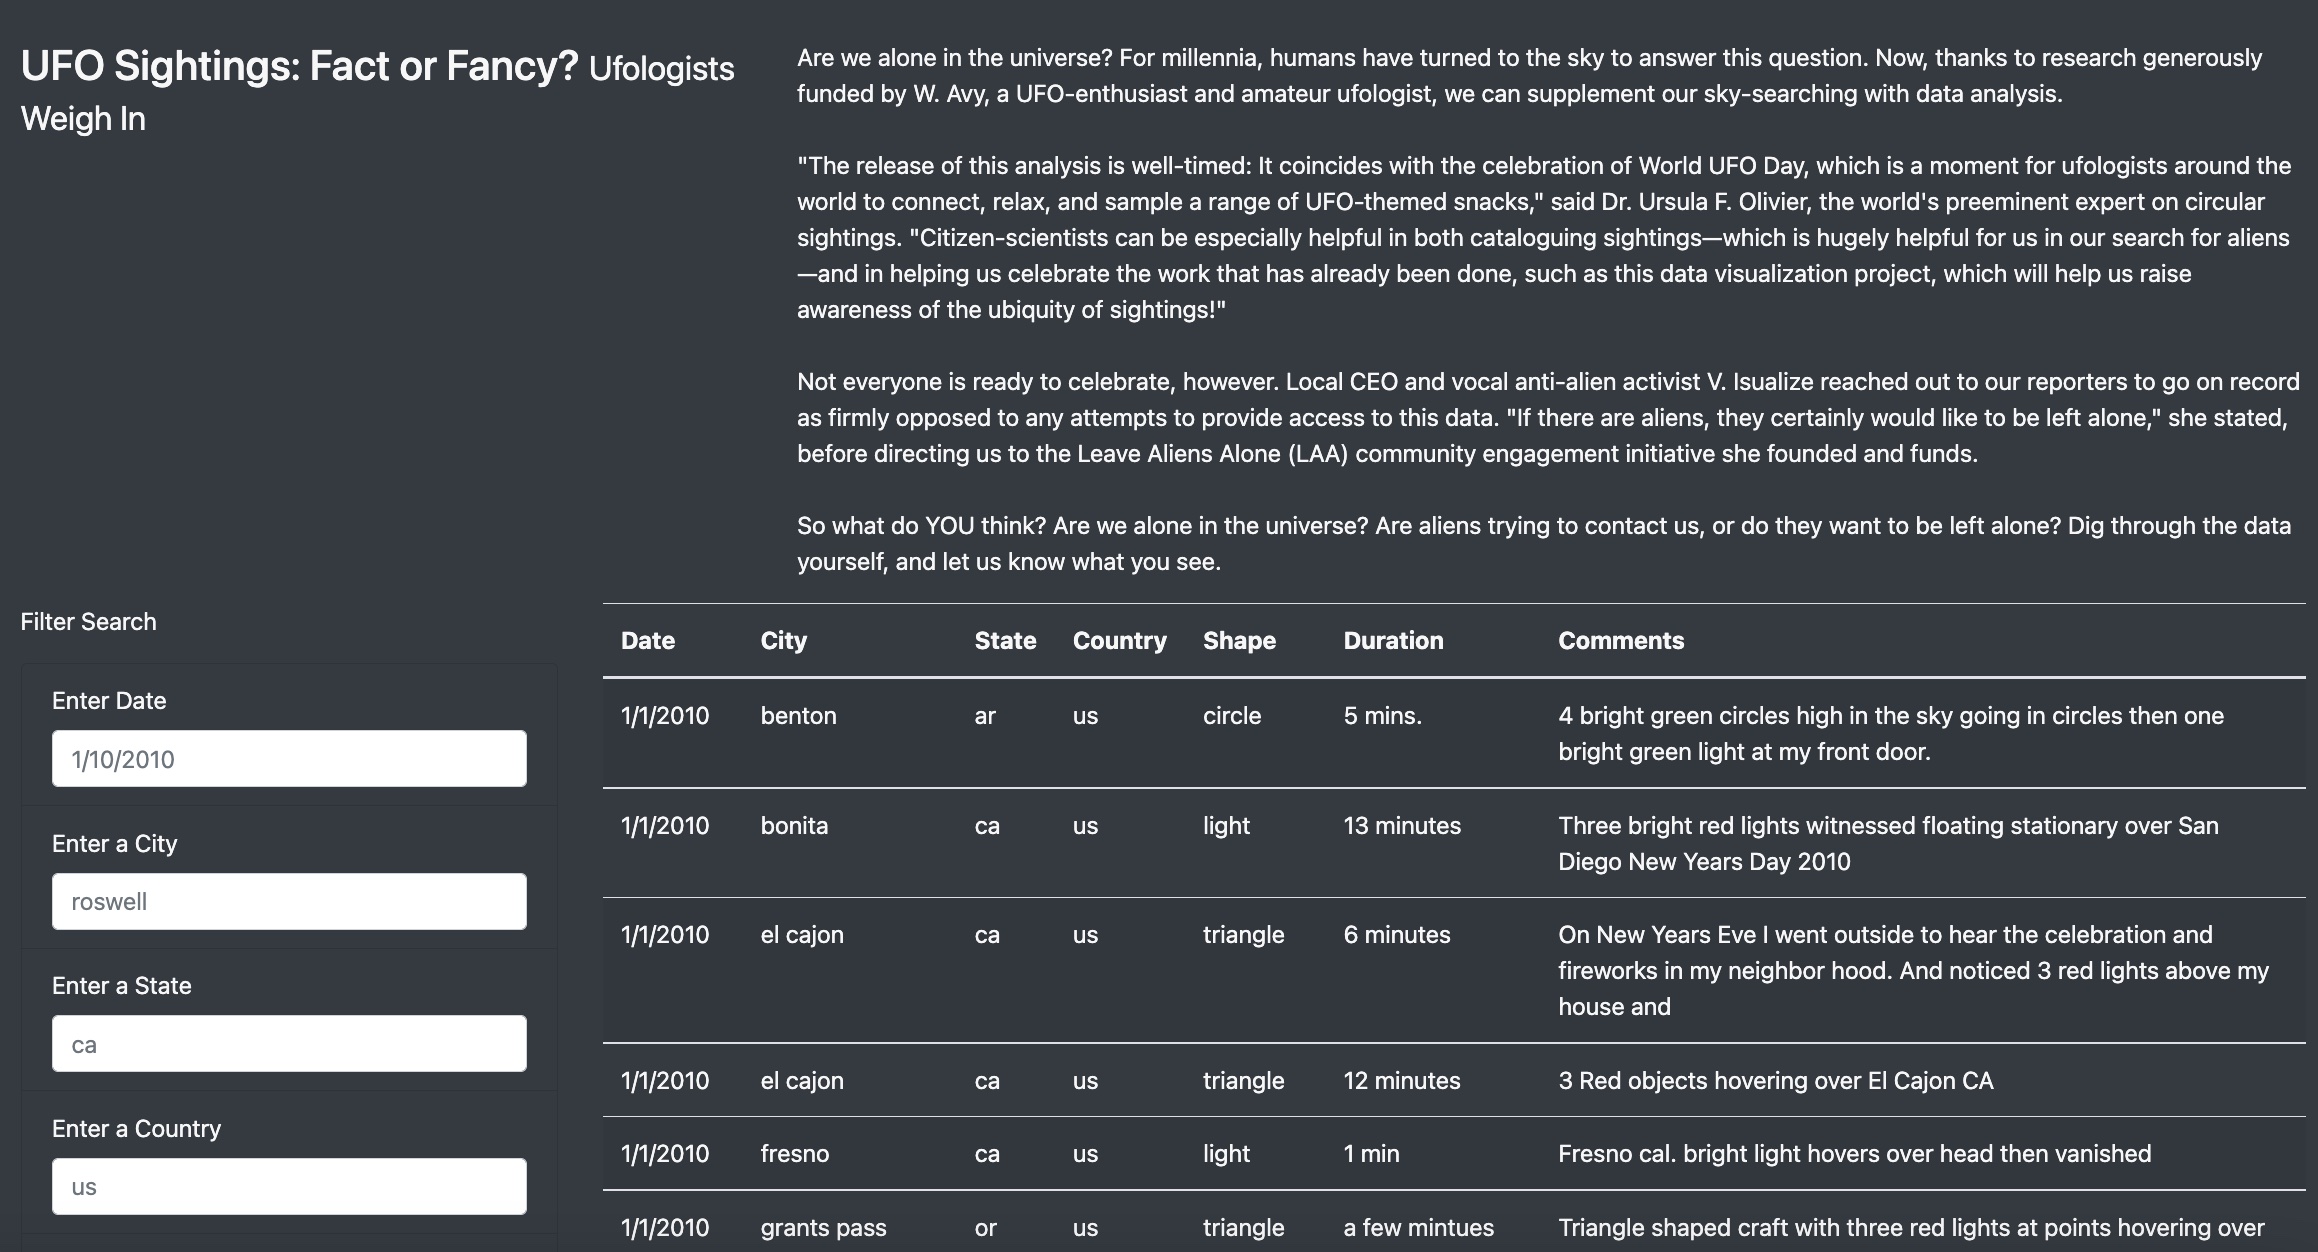 UFO Sightings: Fact or Fancy? Ufologists
Weigh In
Are we alone in the universe? For millennia, humans have turned to the sky to answer this question. Now, thanks to research generously
funded by W. Avy, a UFO-enthusiast and amateur ufologist, we can supplement our sky-searching with data analysis.
"The release of this analysis is well-timed: It coincides with the celebration of World UFO Day, which is a moment for ufologists around the
world to connect, relax, and sample a range of UFO-themed snacks," said Dr. Ursula F. Olivier, the world's preeminent expert on circular
sightings. "Citizen-scientists can be especially helpful in both cataloguing sightings—which is hugely helpful for us in our search for aliens
—and in helping us celebrate the work that has already been done, such as this data visualization project, which will help us raise
awareness of the ubiquity of sightings!"
Not everyone is ready to celebrate, however. Local CEO and vocal anti-alien activist V. Isualize reached out to our reporters to go on record
as firmly opposed to any attempts to provide access to this data. "If there are aliens, they certainly would like to be left alone," she stated,
before directing us to the Leave Aliens Alone (LAA) community engagement initiative she founded and funds.
So what do YOU think? Are we alone in the universe? Are aliens trying to contact us, or do they want to be left alone? Dig through the data
yourself, and let us know what you see.
Filter Search
Enter Date
1/10/2010
Enter a City
roswell
Enter a State
ca
Enter a Country
us
Date City State Country Shape Duration Comments
1/1/2010 benton ar us circle 5 mins. 4 bright green circles high in the sky going in circles then one
bright green light at my front door.
1/1/2010 bonita ca us light 13 minutes Three bright red lights witnessed floating stationary over San
Diego New Years Day 2010
1/1/2010 el cajon ca us triangle 6 minutes On New Years Eve I went outside to hear the celebration and
fireworks in my neighbor hood. And noticed 3 red lights above my
house and
1/1/2010 el cajon ca us triangle 12 minutes 3 Red objects hovering over El Cajon CA
1/1/2010 fresno ca us light 1 min Fresno cal. bright light hovers over head then vanished
1/1/2010 grants pass or us triangle a few mintues Triangle shaped craft with three red lights at points hovering over